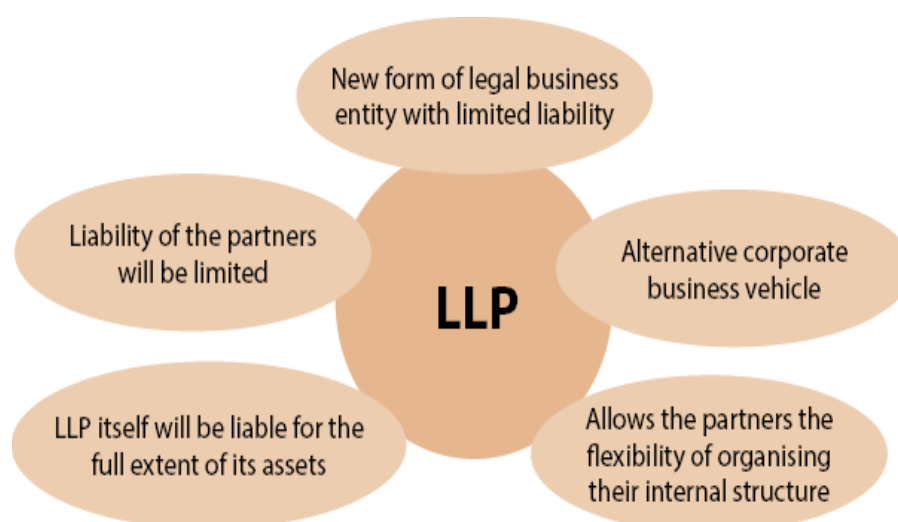 New form of legal business
entity with limited liability
Liability of the partners
will be limited
Alternative corporate
business vehicle
LLP
LLP itself will be liable for the
full extent of its assets
Allows the partners the
flexibility of organising
their internal structure